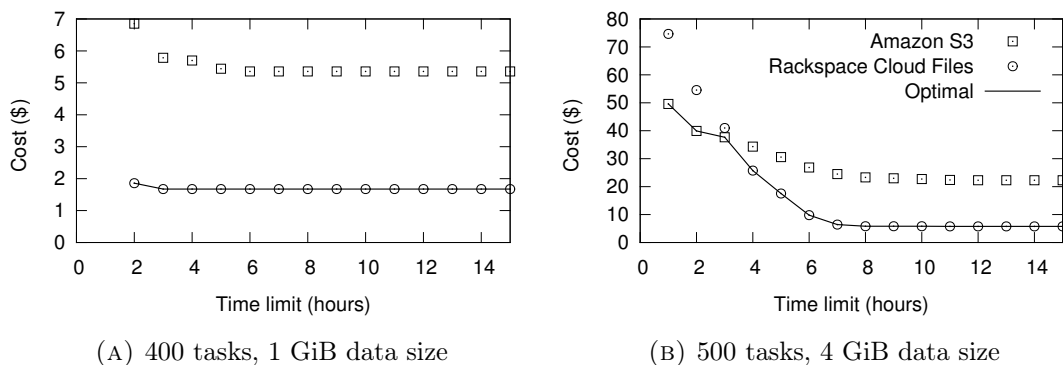 7
6
5
4
3
2
1
0
Cost ($)
0 2 4 6 8 10 12 14
Time limit (hours)
(A) 400 tasks, 1 GiB data size
80
70
60
50
40
30
20
10
0
Cost ($)
Amazon S3
Rackspace Cloud Files
Optimal
0 2 4 6 8 10 12 14
Time limit (hours)
(B) 500 tasks, 4 GiB data size